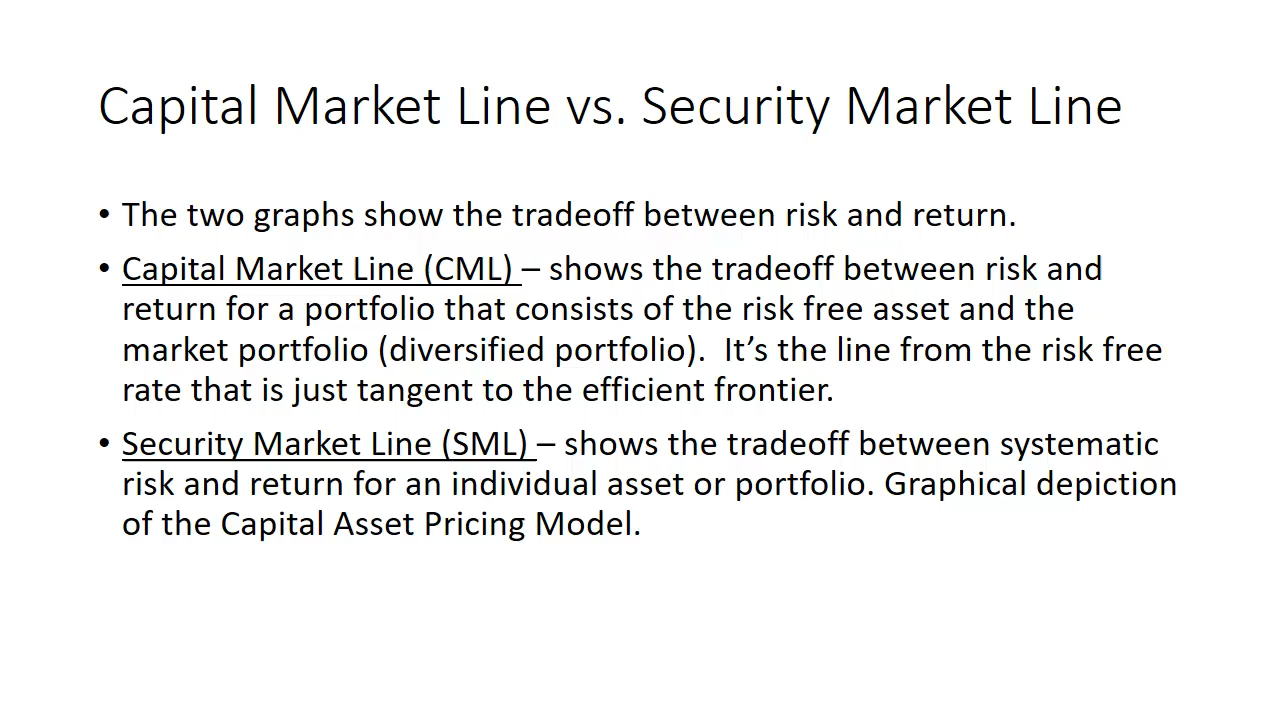 Capital Market Line vs. Security Market Line
• The two graphs show the tradeoff between risk and return.
• Capital Market Line (CML) – shows the tradeoff between risk and
return for a portfolio that consists of the risk free asset and the
market portfolio (diversified portfolio).  It’s the line from the risk free
rate that is just tangent to the efficient frontier.
• Security Market Line (SML) – shows the tradeoff between systematic
risk and return for an individual asset or portfolio. Graphical depiction
of the Capital Asset Pricing Model.